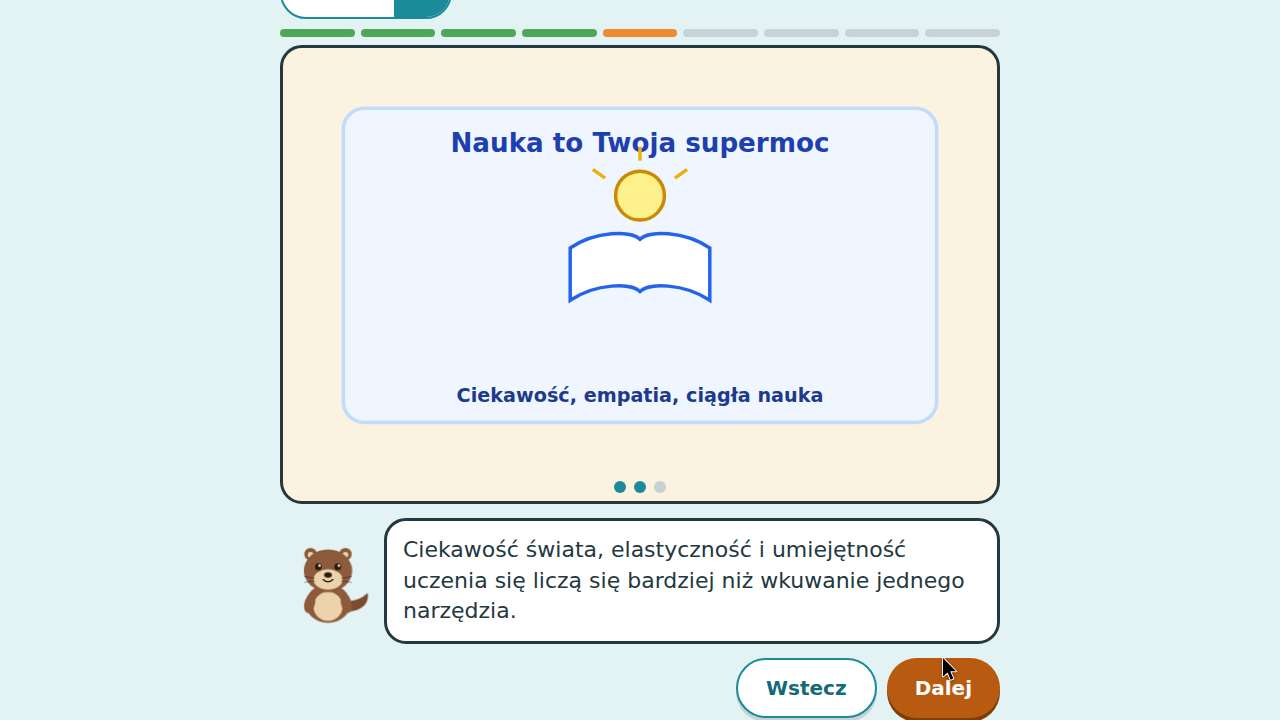 Nauka to Twoja supermoc
Ciekawość, empatia, ciągła nauka
Ciekawość świata, elastyczność i umiejętność
uczenia się liczą się bardziej niż wkuwanie jednego
narzędzia.
Wstecz
Dalej